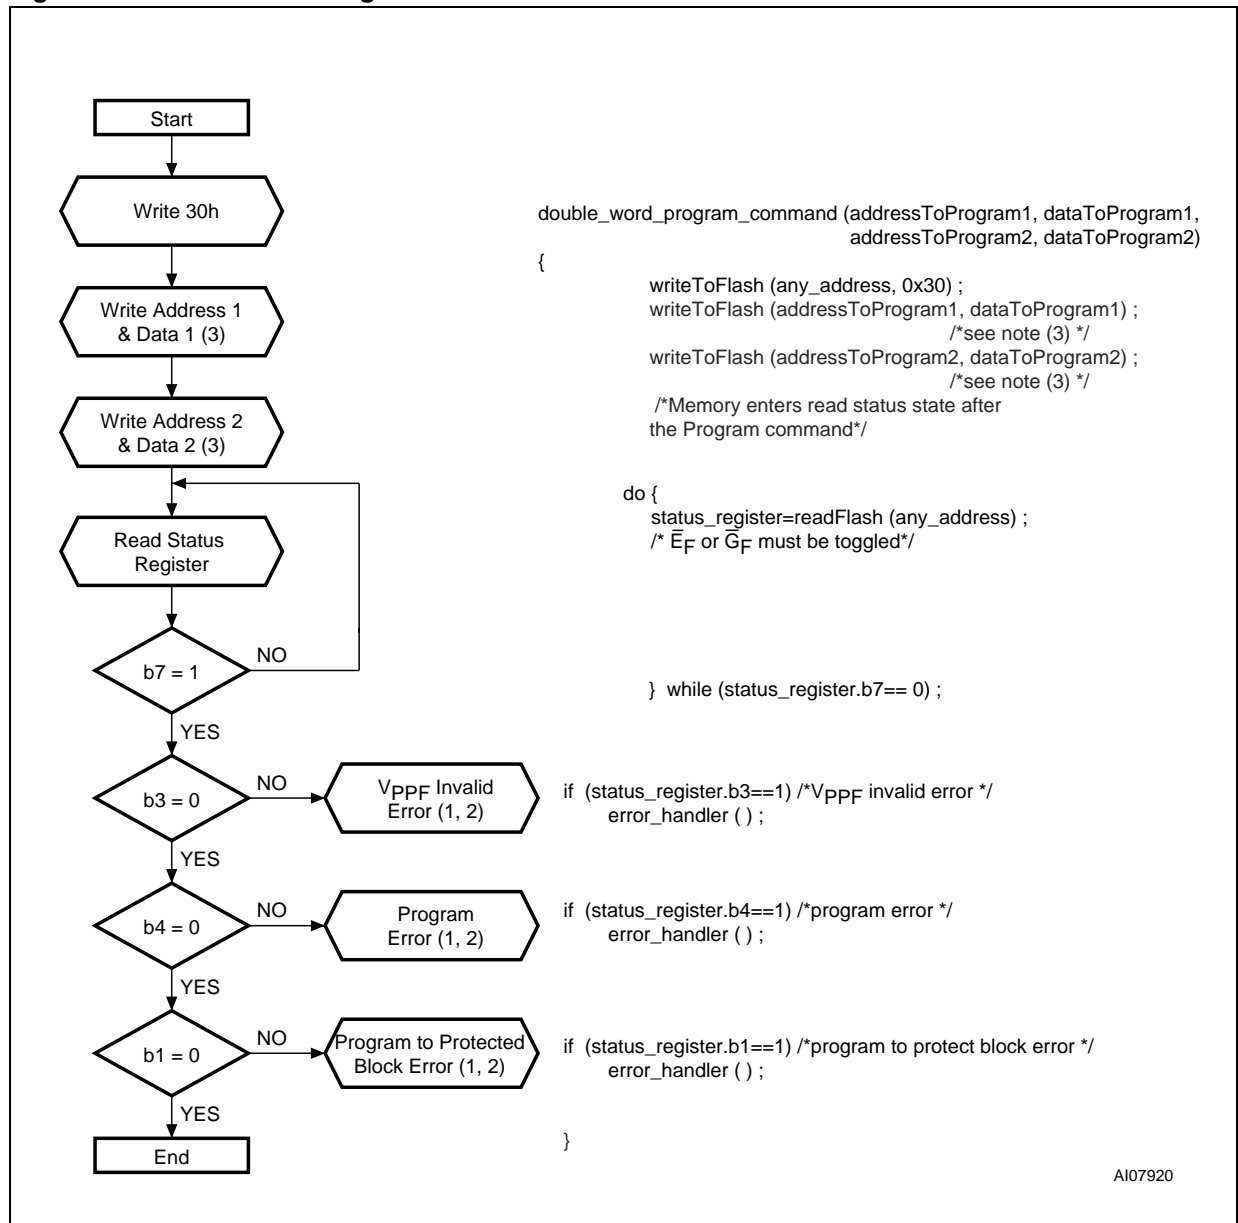 Start
Write 30h
Write Address 1
& Data 1 (3)
Write Address 2
& Data 2 (3)
Read Status
Register
b7 = 1
NO
YES
b3 = 0
NO
VPPF Invalid
Error (1, 2)
YES
b4 = 0
NO
Program
Error (1, 2)
YES
b1 = 0
NO
Program to Protected
Block Error (1, 2)
YES
End
double_word_program_command (addressToProgram1, dataToProgram1,
addressToProgram2, dataToProgram2)
{
writeToFlash (any_address, 0x30) ;
writeToFlash (addressToProgram1, dataToProgram1) ;
/*see note (3) */
writeToFlash (addressToProgram2, dataToProgram2) ;
/*see note (3) */
/*Memory enters read status state after
the Program command*/
do {
status_register=readFlash (any_address) ;
/* E̅F or G̅F must be toggled*/
} while (status_register.b7== 0) ;
if (status_register.b3==1) /*VPPF invalid error */
error_handler ( ) ;
if (status_register.b4==1) /*program error */
error_handler ( ) ;
if (status_register.b1==1) /*program to protect block error */
error_handler ( ) ;
}
AI07920